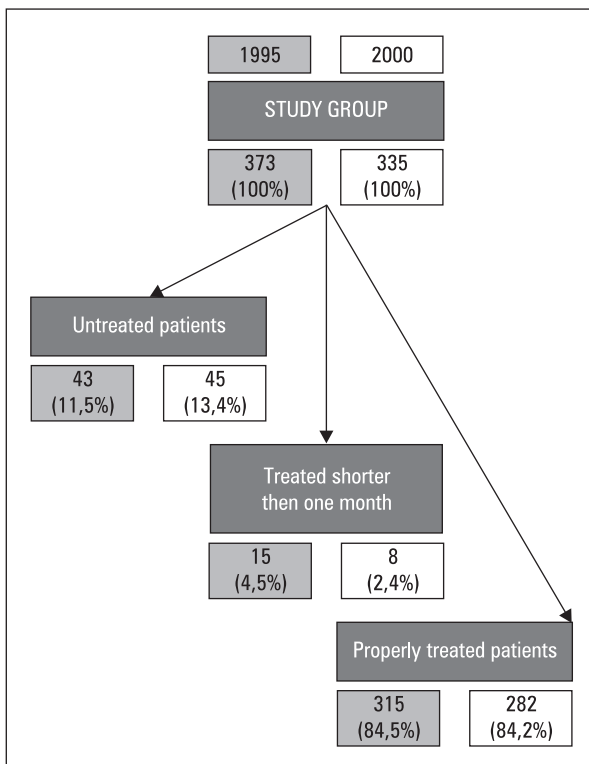 1995 2000
STUDY GROUP
373 335
(100%) (100%)
Untreated patients
43 45
(11,5%) (13,4%)
Treated shorter
then one month
15 8
(4,5%) (2,4%)
Properly treated patients
315 282
(84,5%) (84,2%)